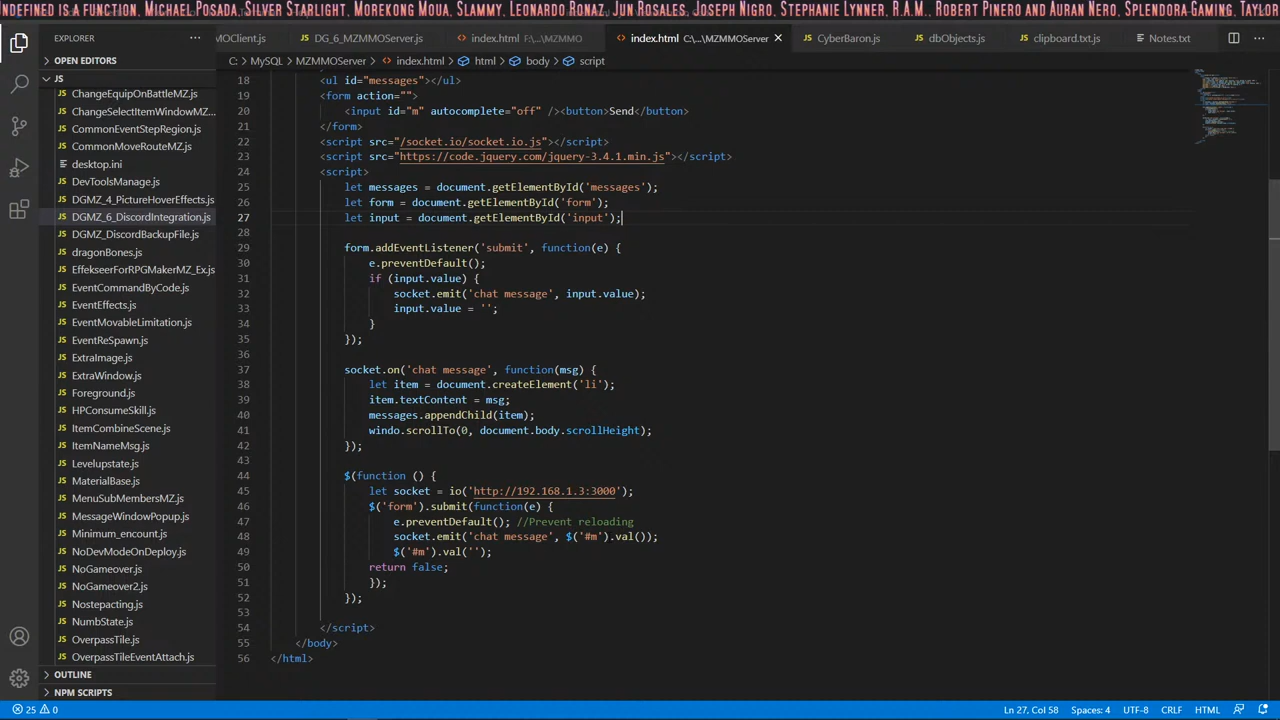 NDEFINED IS FUNCTION, MICHAEL POSADA, SILVER STARLIGHT, MOREKONG MOUA, SLAMMY, LEONARDO RONAZ, JUN ROSALES, JOSEPH NIGRO, STEPHANIE LYNNER, R.A.M., ROBERT PINERO AND AURAN NERO, SPLENDORA GAMING, TAYLOR
EXPLORER ···
MOClient.js DG_6_MZMMOServer.js index.html F:\...\MZMMO index.html C:\...\MZMMOServer CyberBaron.js dbObjects.js clipboard.txt.js Notes.txt ···
OPEN EDITORS
C: > MySQL > MZMMOServer > index.html > html > body > script
JS
ChangeEquipOnBattleMZ.js
ChangeSelectItemWindowMZ...
CommonEventStepRegion.js
CommonMoveRouteMZ.js
desktop.ini
DevToolsManage.js
DGMZ_4_PictureHoverEffects.js
DGMZ_6_DiscordIntegration.js
DGMZ_DiscordBackupFile.js
dragonBones.js
EffekseerForRPGMakerMZ_Ex.js
EventCommandByCode.js
EventEffects.js
EventMovableLimitation.js
EventReSpawn.js
ExtraImage.js
ExtraWindow.js
Foreground.js
HPConsumeSkill.js
ItemCombineScene.js
ItemNameMsg.js
Levelupstate.js
MaterialBase.js
MenuSubMembersMZ.js
MessageWindowPopup.js
Minimum_encount.js
NoDevModeOnDeploy.js
NoGameover.js
NoGameover2.js
Nostepacting.js
NumbState.js
OverpassTile.js
OverpassTileEventAttach.js
OUTLINE
NPM SCRIPTS
18 <ul id="messages"></ul>
19 <form action="">
20 <input id="m" autocomplete="off" /><button>Send</button>
21 </form>
22 <script src="/socket.io/socket.io.js"></script>
23 <script src="https://code.jquery.com/jquery-3.4.1.min.js"></script>
24 <script>
25 let messages = document.getElementById('messages');
26 let form = document.getElementById('form');
27 let input = document.getElementById('input');
28
29 form.addEventListener('submit', function(e) {
30 e.preventDefault();
31 if (input.value) {
32 socket.emit('chat message', input.value);
33 input.value = '';
34 }
35 });
36
37 socket.on('chat message', function(msg) {
38 let item = document.createElement('li');
39 item.textContent = msg;
40 messages.appendChild(item);
41 windo.scrollTo(0, document.body.scrollHeight);
42 });
43
44 $(function () {
45 let socket = io('http://192.168.1.3:3000');
46 $('form').submit(function(e) {
47 e.preventDefault(); //Prevent reloading
48 socket.emit('chat message', $('#m').val());
49 $('#m').val('');
50 return false;
51 });
52 });
53
54 </script>
55 </body>
56 </html>
25 0 Ln 27, Col 58 Spaces: 4 UTF-8 CRLF HTML